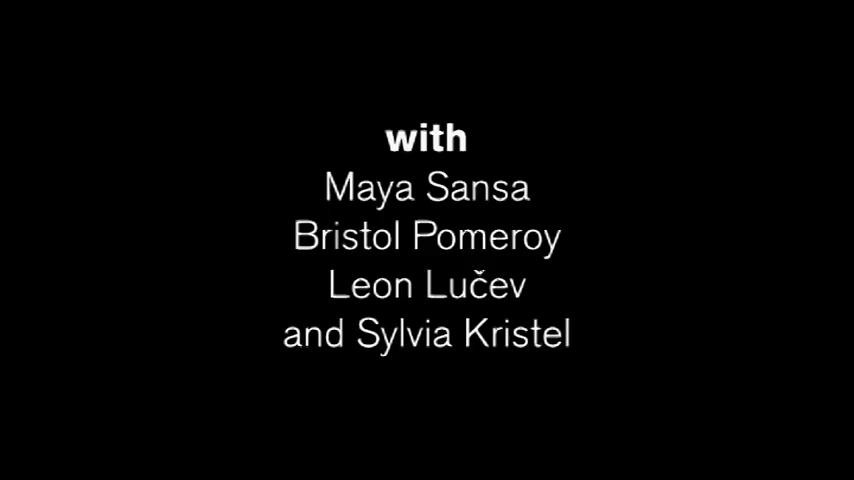 with
Maya Sansa
Bristol Pomeroy
Leon Lučev
and Sylvia Kristel